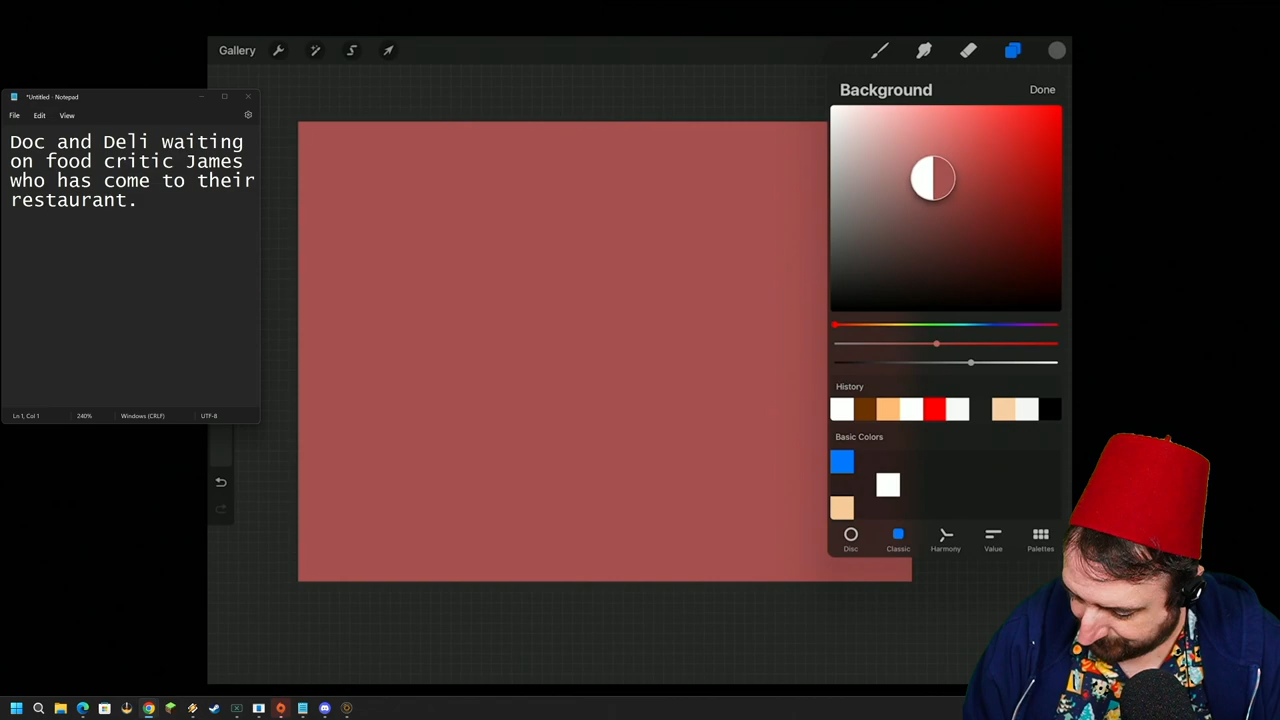 Gallery
Background
Done
*Untitled - Notepad
File Edit View
Doc and Deli waiting
on food critic James
who has come to their
restaurant.
History
Basic Colors
Ln 1, Col 1 240% Windows (CRLF) UTF-8
Disc Classic Harmony Value Palettes